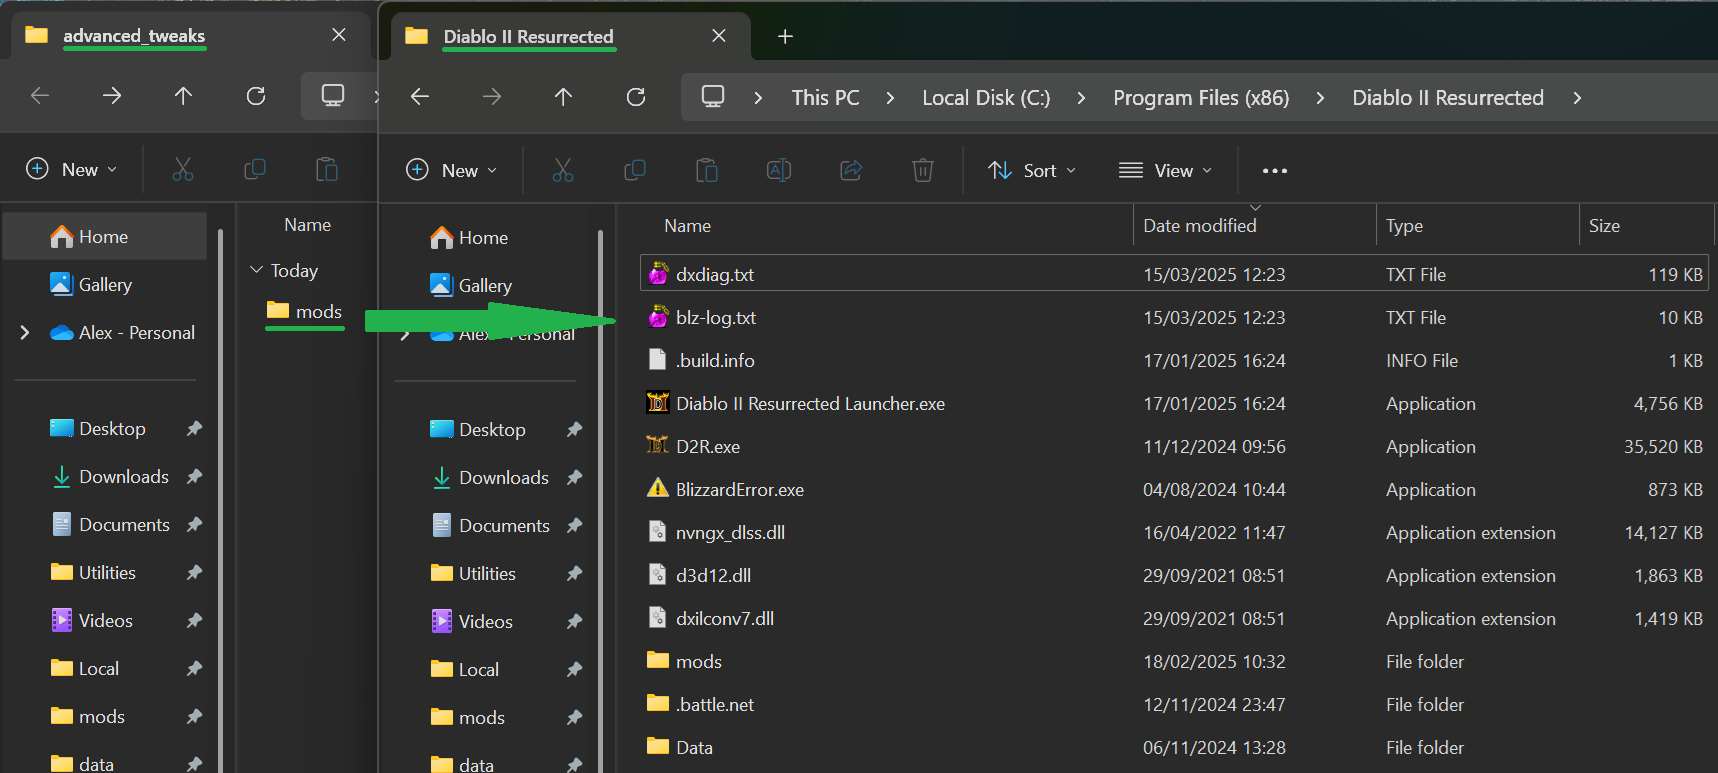 advanced_tweaks
New
Home
Gallery
Alex - Personal
Desktop
Downloads
Documents
Utilities
Videos
Local
mods
data
Name
Today
mods
Diablo II Resurrected
This PC > Local Disk (C:) > Program Files (x86) > Diablo II Resurrected >
New Sort View
Home
Gallery
Alex - Personal
Desktop
Downloads
Documents
Utilities
Videos
Local
mods
data
Name Date modified Type Size
dxdiag.txt 15/03/2025 12:23 TXT File 119 KB
blz-log.txt 15/03/2025 12:23 TXT File 10 KB
.build.info 17/01/2025 16:24 INFO File 1 KB
Diablo II Resurrected Launcher.exe 17/01/2025 16:24 Application 4,756 KB
D2R.exe 11/12/2024 09:56 Application 35,520 KB
BlizzardError.exe 04/08/2024 10:44 Application 873 KB
nvngx_dlss.dll 16/04/2022 11:47 Application extension 14,127 KB
d3d12.dll 29/09/2021 08:51 Application extension 1,863 KB
dxilconv7.dll 29/09/2021 08:51 Application extension 1,419 KB
mods 18/02/2025 10:32 File folder
.battle.net 12/11/2024 23:47 File folder
Data 06/11/2024 13:28 File folder